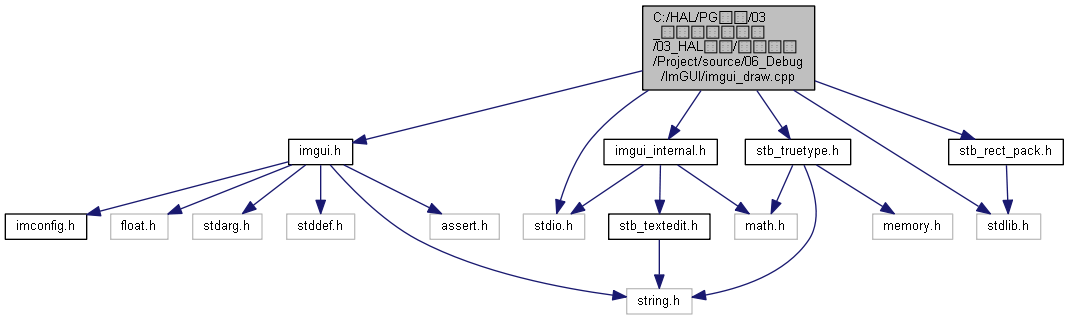 C:/HAL/PG/03
_
/03_HAL/
/Project/source/06_Debug
/ImGUI/imgui_draw.cpp
imgui.h
imgui_internal.h
stb_truetype.h
stb_rect_pack.h
imconfig.h
float.h
stdarg.h
stddef.h
assert.h
stdio.h
stb_textedit.h
math.h
memory.h
stdlib.h
string.h